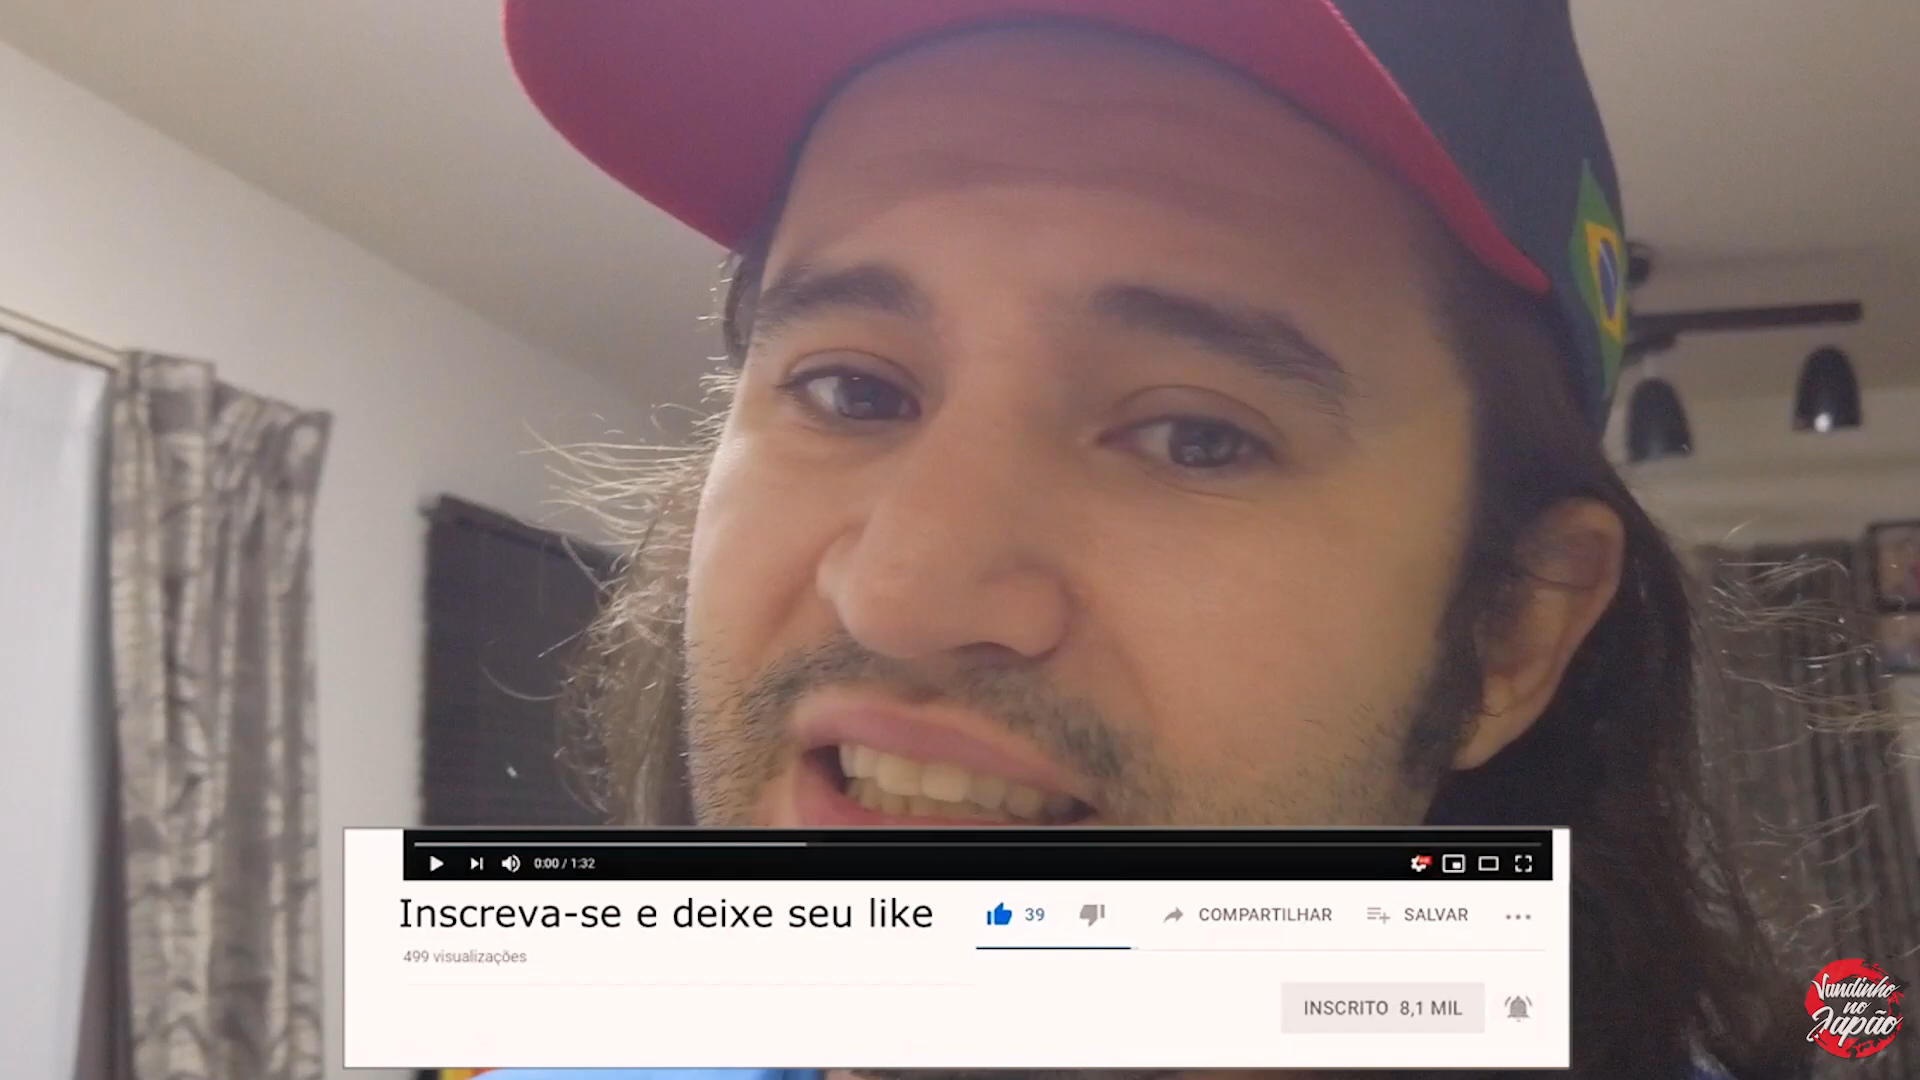 0:00 / 1:32
Inscreva-se e deixe seu like
39
COMPARTILHAR
SALVAR
499 visualizações
INSCRITO 8,1 MIL
Vandinho
no
Japão